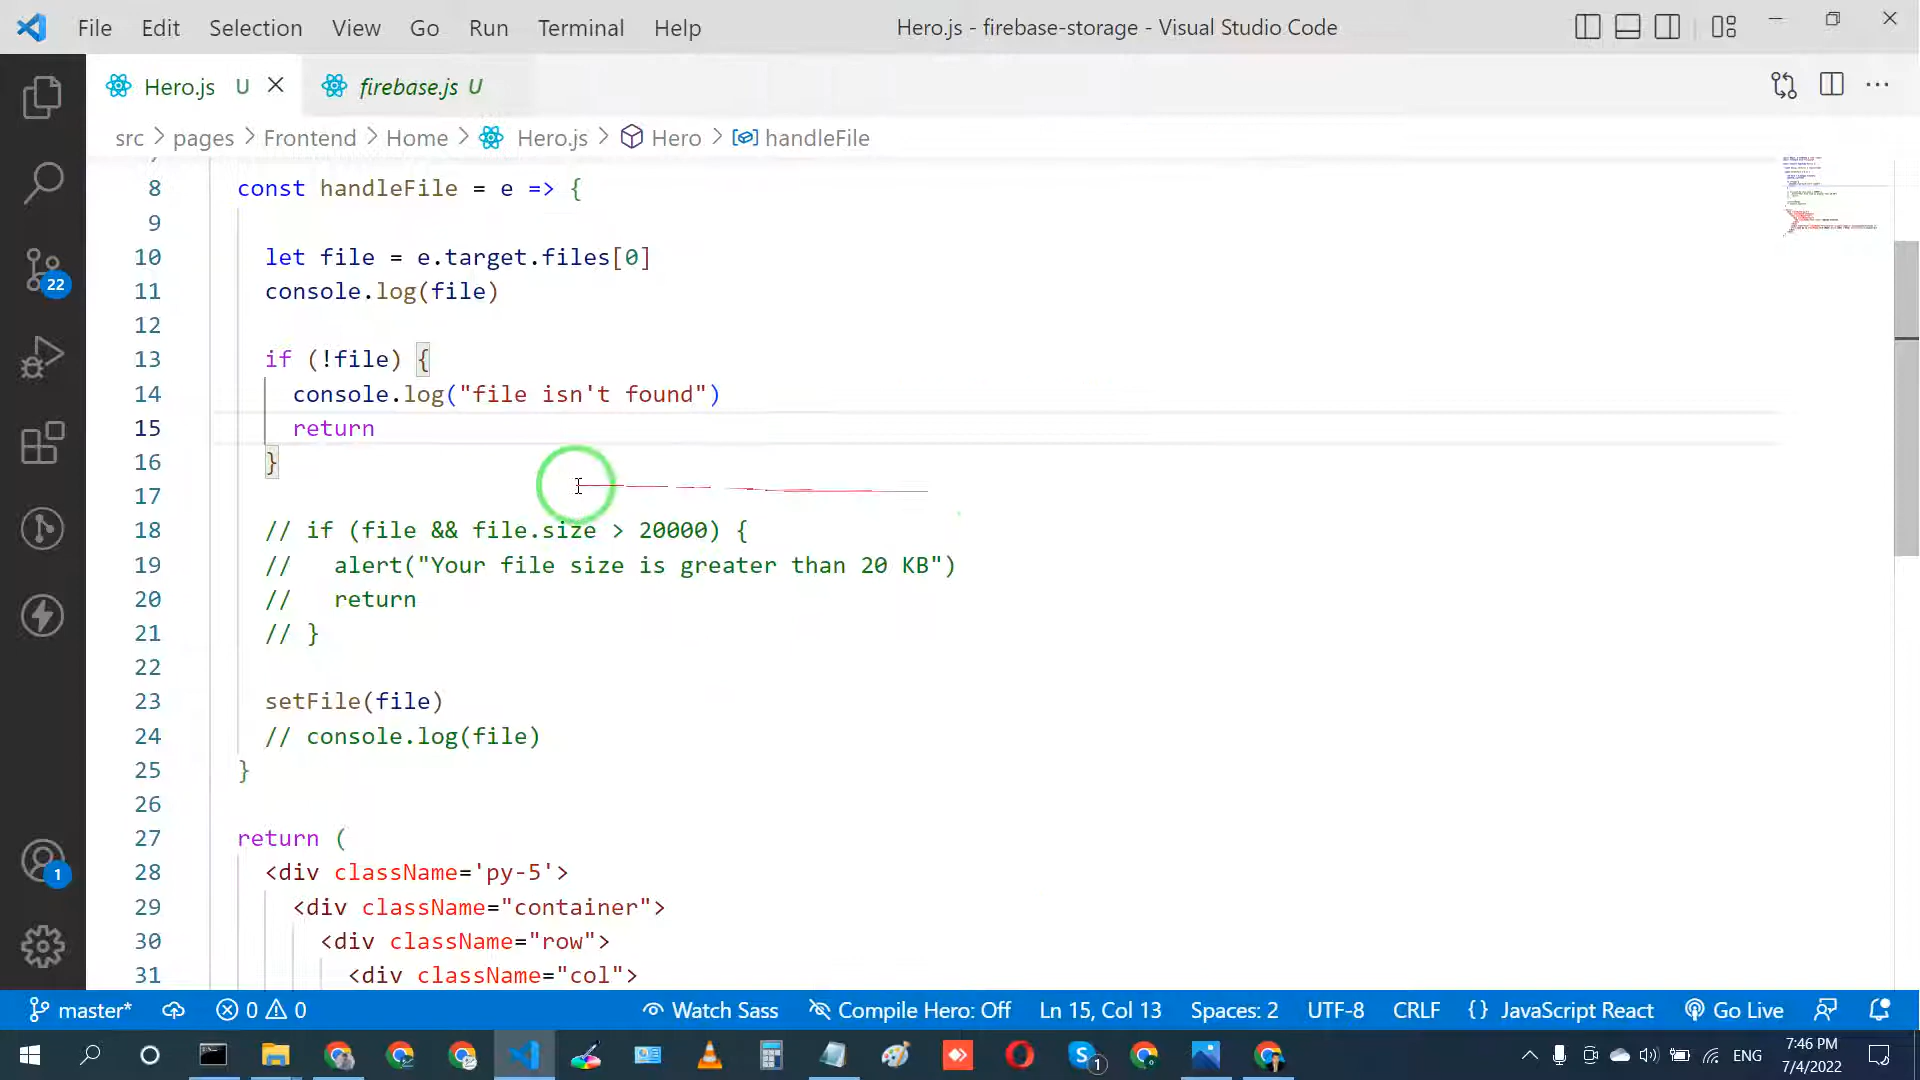 File Edit Selection View Go Run Terminal Help Hero.js - firebase-storage - Visual Studio Code
Hero.js U firebase.js U
src > pages > Frontend > Home > Hero.js > Hero > handleFile
8 const handleFile = e => {
9
10 let file = e.target.files[0]
11 console.log(file)
12
13 if (!file) {
14 console.log("file isn't found")
15 return
16 }
17
18 // if (file && file.size > 20000) {
19 //   alert("Your file size is greater than 20 KB")
20 //   return
21 // }
22
23 setFile(file)
24 // console.log(file)
25 }
26
27 return (
28 <div className='py-5'>
29 <div className="container">
30 <div className="row">
31 <div className="col">
22
1
master* 0 0 Watch Sass Compile Hero: Off Ln 15, Col 13 Spaces: 2 UTF-8 CRLF {} JavaScript React Go Live
1 ENG 7:46 PM
7/4/2022